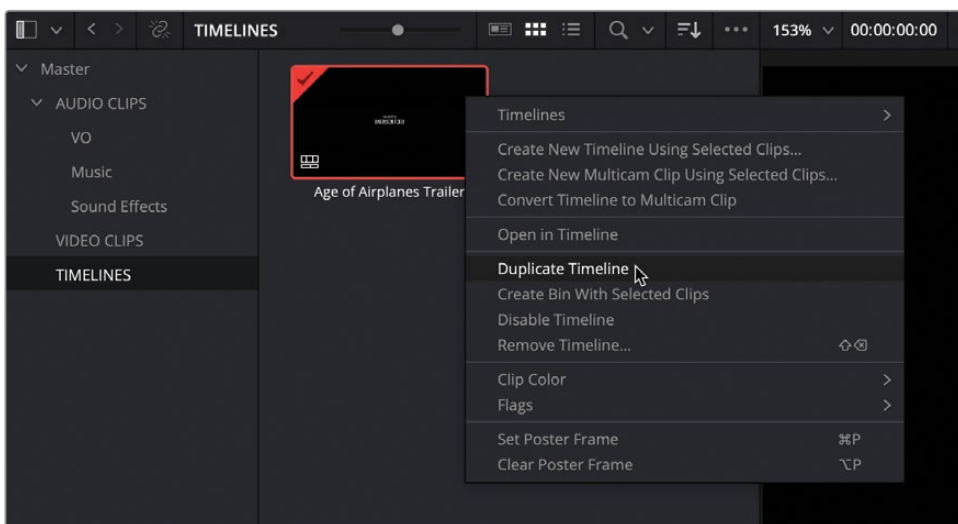 TIMELINES
153%
00:00:00:00
Master
AUDIO CLIPS
VO
Music
Sound Effects
VIDEO CLIPS
TIMELINES
Age of Airplanes Trailer
Timelines
Create New Timeline Using Selected Clips...
Create New Multicam Clip Using Selected Clips...
Convert Timeline to Multicam Clip
Open in Timeline
Duplicate Timeline
Create Bin With Selected Clips
Disable Timeline
Remove Timeline... ⇧⌫
Clip Color
Flags
Set Poster Frame ⌘P
Clear Poster Frame ⌥P